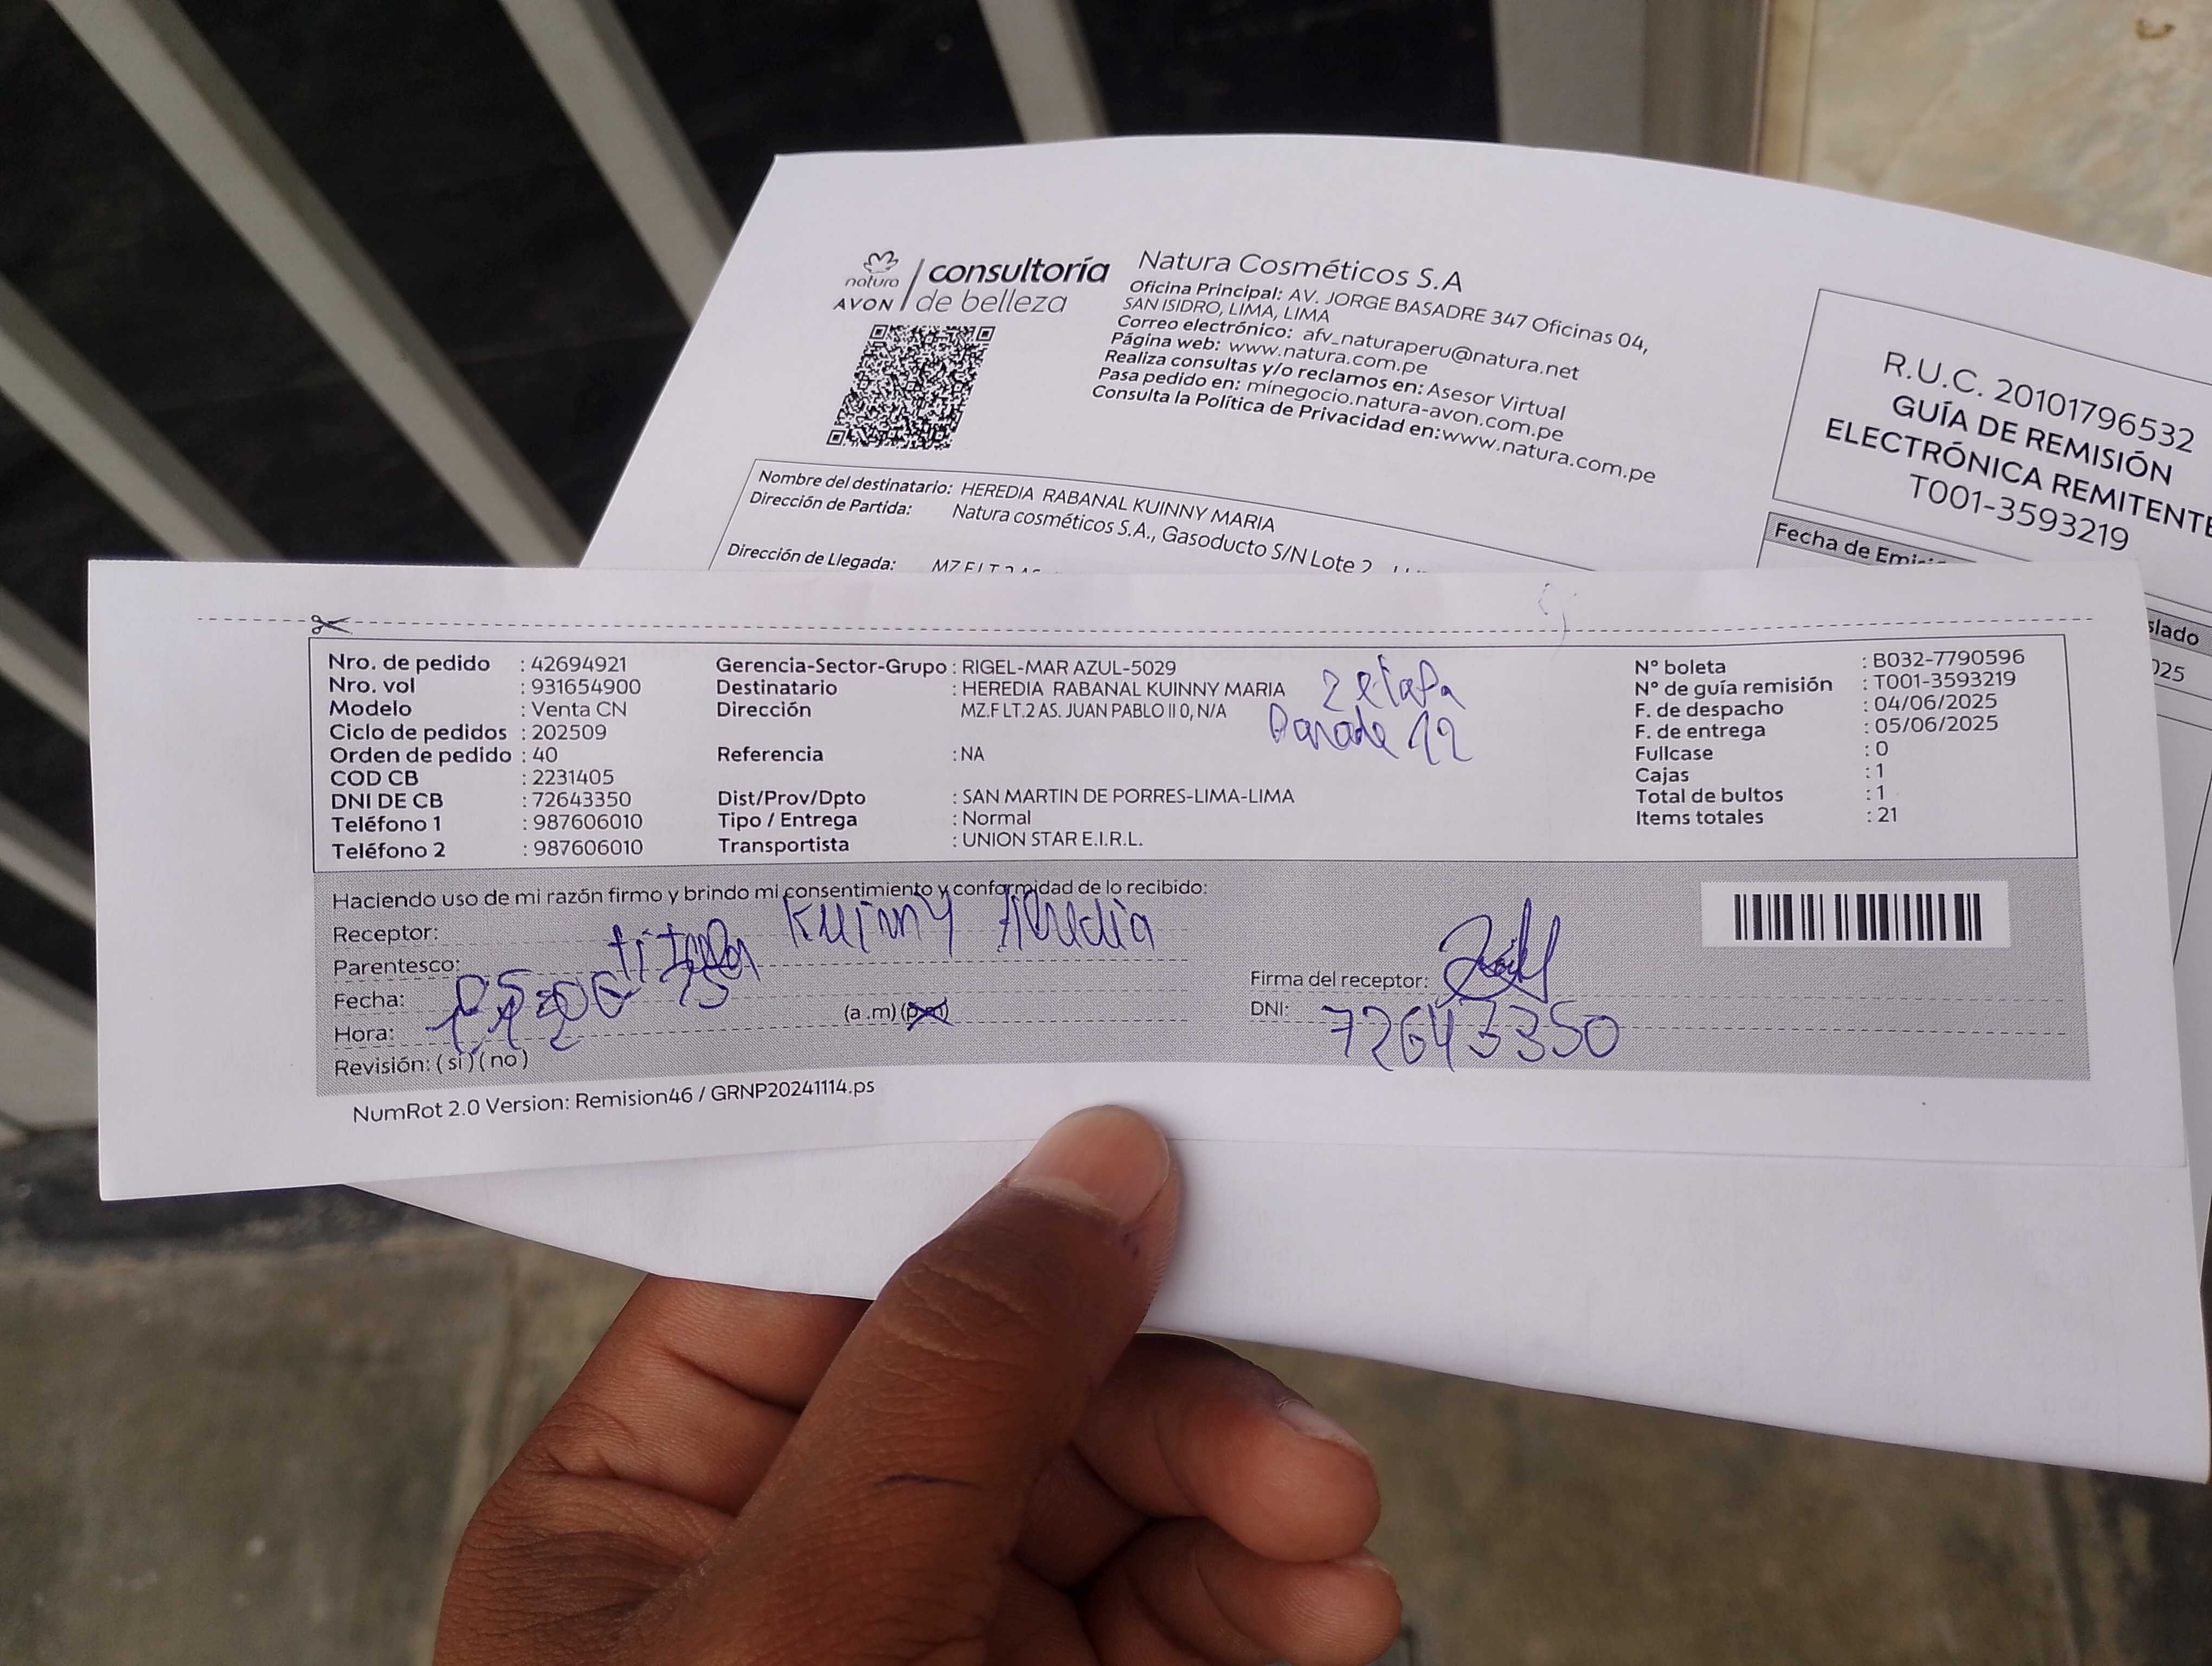 natura
AVON
consultoría
de belleza
Natura Cosméticos S.A
Oficina Principal: AV. JORGE BASADRE 347 Oficinas 04,
SAN ISIDRO, LIMA, LIMA
Correo electrónico: afv_naturaperu@natura.net
Página web: www.natura.com.pe
Realiza consultas y/o reclamos en: Asesor Virtual
Pasa pedido en: minegocio.natura-avon.com.pe
Consulta la Política de Privacidad en:www.natura.com.pe
R.U.C. 20101796532
GUÍA DE REMISIÓN
ELECTRÓNICA REMITENTE
T001-3593219
Nombre del destinatario: HEREDIA RABANAL KUINNY MARIA
Dirección de Partida: Natura cosméticos S.A., Gasoducto S/N Lote 2
Dirección de Llegada:
Fecha de
slado
025
Nro. de pedido : 42694921
Nro. vol : 931654900
Modelo : Venta CN
Ciclo de pedidos : 202509
Orden de pedido : 40
COD CB : 2231405
DNI DE CB : 72643350
Teléfono 1 : 987606010
Teléfono 2 : 987606010
Gerencia-Sector-Grupo : RIGEL-MAR AZUL-5029
Destinatario : HEREDIA RABANAL KUINNY MARIA
Dirección MZ.F LT.2 AS. JUAN PABLO II 0, N/A
2 etapa
12
Referencia : NA
Dist/Prov/Dpto : SAN MARTIN DE PORRES-LIMA-LIMA
Tipo / Entrega : Normal
Transportista : UNION STAR E.I.R.L.
N° boleta : B032-7790596
N° de guía remisión : T001-3593219
F. de despacho : 04/06/2025
F. de entrega : 05/06/2025
Fullcase : 0
Cajas : 1
Total de bultos : 1
Items totales : 21
Haciendo uso de mi razón firmo y brindo mi consentimiento y conformidad de lo recibido:
Receptor: Kuinny Heredia
Parentesco: titular
Fecha:
Hora: (a .m) (p.m)
Revisión: ( si ) ( no )
Firma del receptor:
DNI: 72643350
NumRot 2.0 Version: Remision46 / GRNP20241114.ps